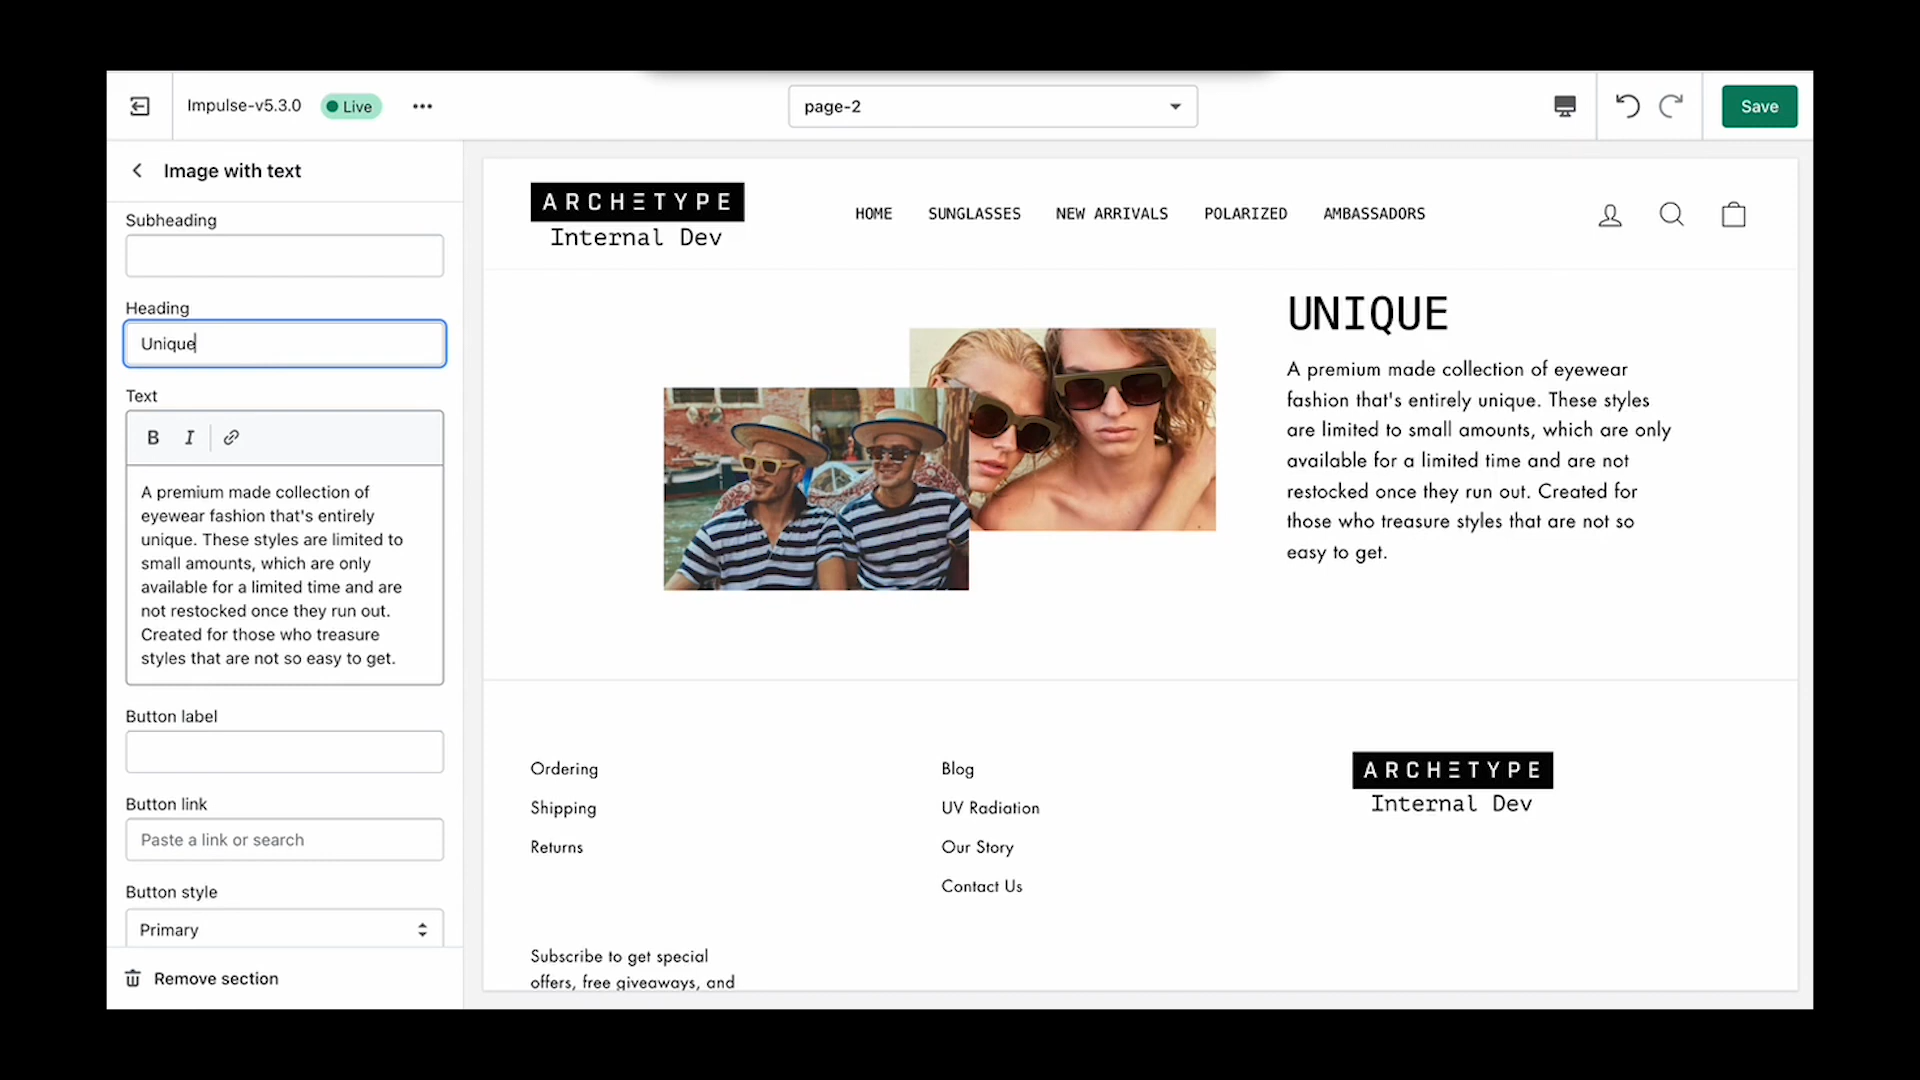 Impulse-v5.3.0
Live
page-2
Save
Image with text
Subheading
Heading
Unique
Text
B I
A premium made collection of
eyewear fashion that's entirely
unique. These styles are limited to
small amounts, which are only
available for a limited time and are
not restocked once they run out.
Created for those who treasure
styles that are not so easy to get.
Button label
Button link
Paste a link or search
Button style
Primary
Remove section
ARCHETYPE
Internal Dev
HOME
SUNGLASSES
NEW ARRIVALS
POLARIZED
AMBASSADORS
UNIQUE
A premium made collection of eyewear
fashion that's entirely unique. These styles
are limited to small amounts, which are only
available for a limited time and are not
restocked once they run out. Created for
those who treasure styles that are not so
easy to get.
Ordering
Shipping
Returns
Blog
UV Radiation
Our Story
Contact Us
ARCHETYPE
Internal Dev
Subscribe to get special
offers, free giveaways, and